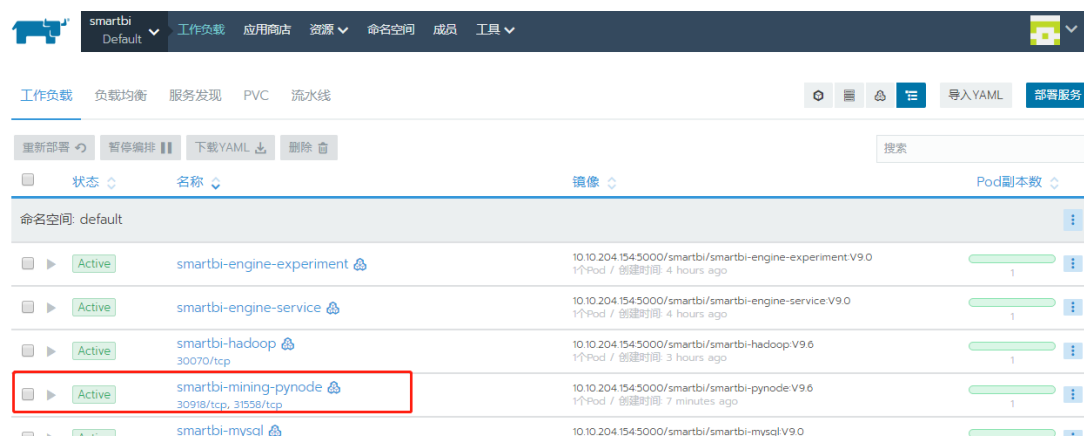 smartbi
Default
工作负载 应用商店 资源 命名空间 成员 工具
工作负载 负载均衡 服务发现 PVC 流水线 导入YAML 部署服务
重新部署 暂停编排 下载YAML 删除 搜索
状态 名称 镜像 Pod副本数
命名空间: default
Active smartbi-engine-experiment 10.10.204.154:5000/smartbi/smartbi-engine-experiment:V9.0
1个Pod / 创建时间: 4 hours ago 1
Active smartbi-engine-service 10.10.204.154:5000/smartbi/smartbi-engine-service:V9.0
1个Pod / 创建时间: 4 hours ago 1
Active smartbi-hadoop 10.10.204.154:5000/smartbi/smartbi-hadoop:V9.6
30070/tcp 1个Pod / 创建时间: 3 hours ago 1
Active smartbi-mining-pynode 10.10.204.154:5000/smartbi/smartbi-pynode:V9.6
30918/tcp, 31558/tcp 1个Pod / 创建时间: 7 minutes ago 1
Active smartbi-mysql 10.10.204.154:5000/smartbi/smartbi-mysql:V9.0